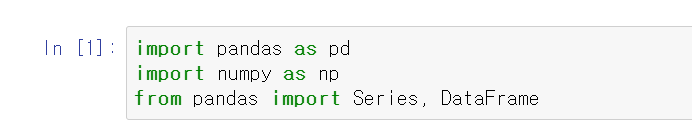 In [1]: import pandas as pd
import numpy as np
from pandas import Series, DataFrame